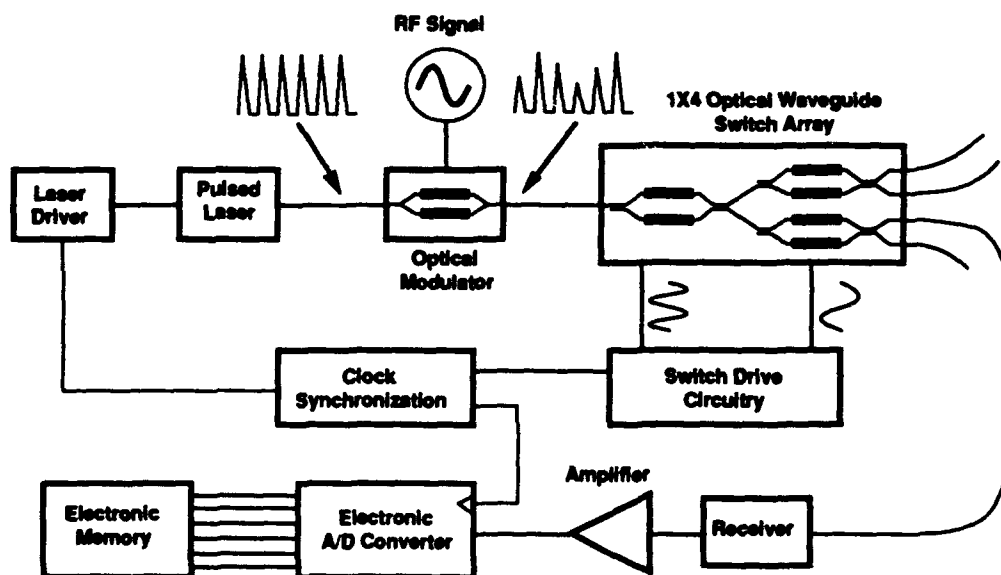 RF Signal
1X4 Optical Waveguide
Switch Array
Laser
Driver
Pulsed
Laser
Optical
Modulator
Clock
Synchronization
Switch Drive
Circuitry
Amplifier
Electronic
Memory
Electronic
A/D Converter
Receiver